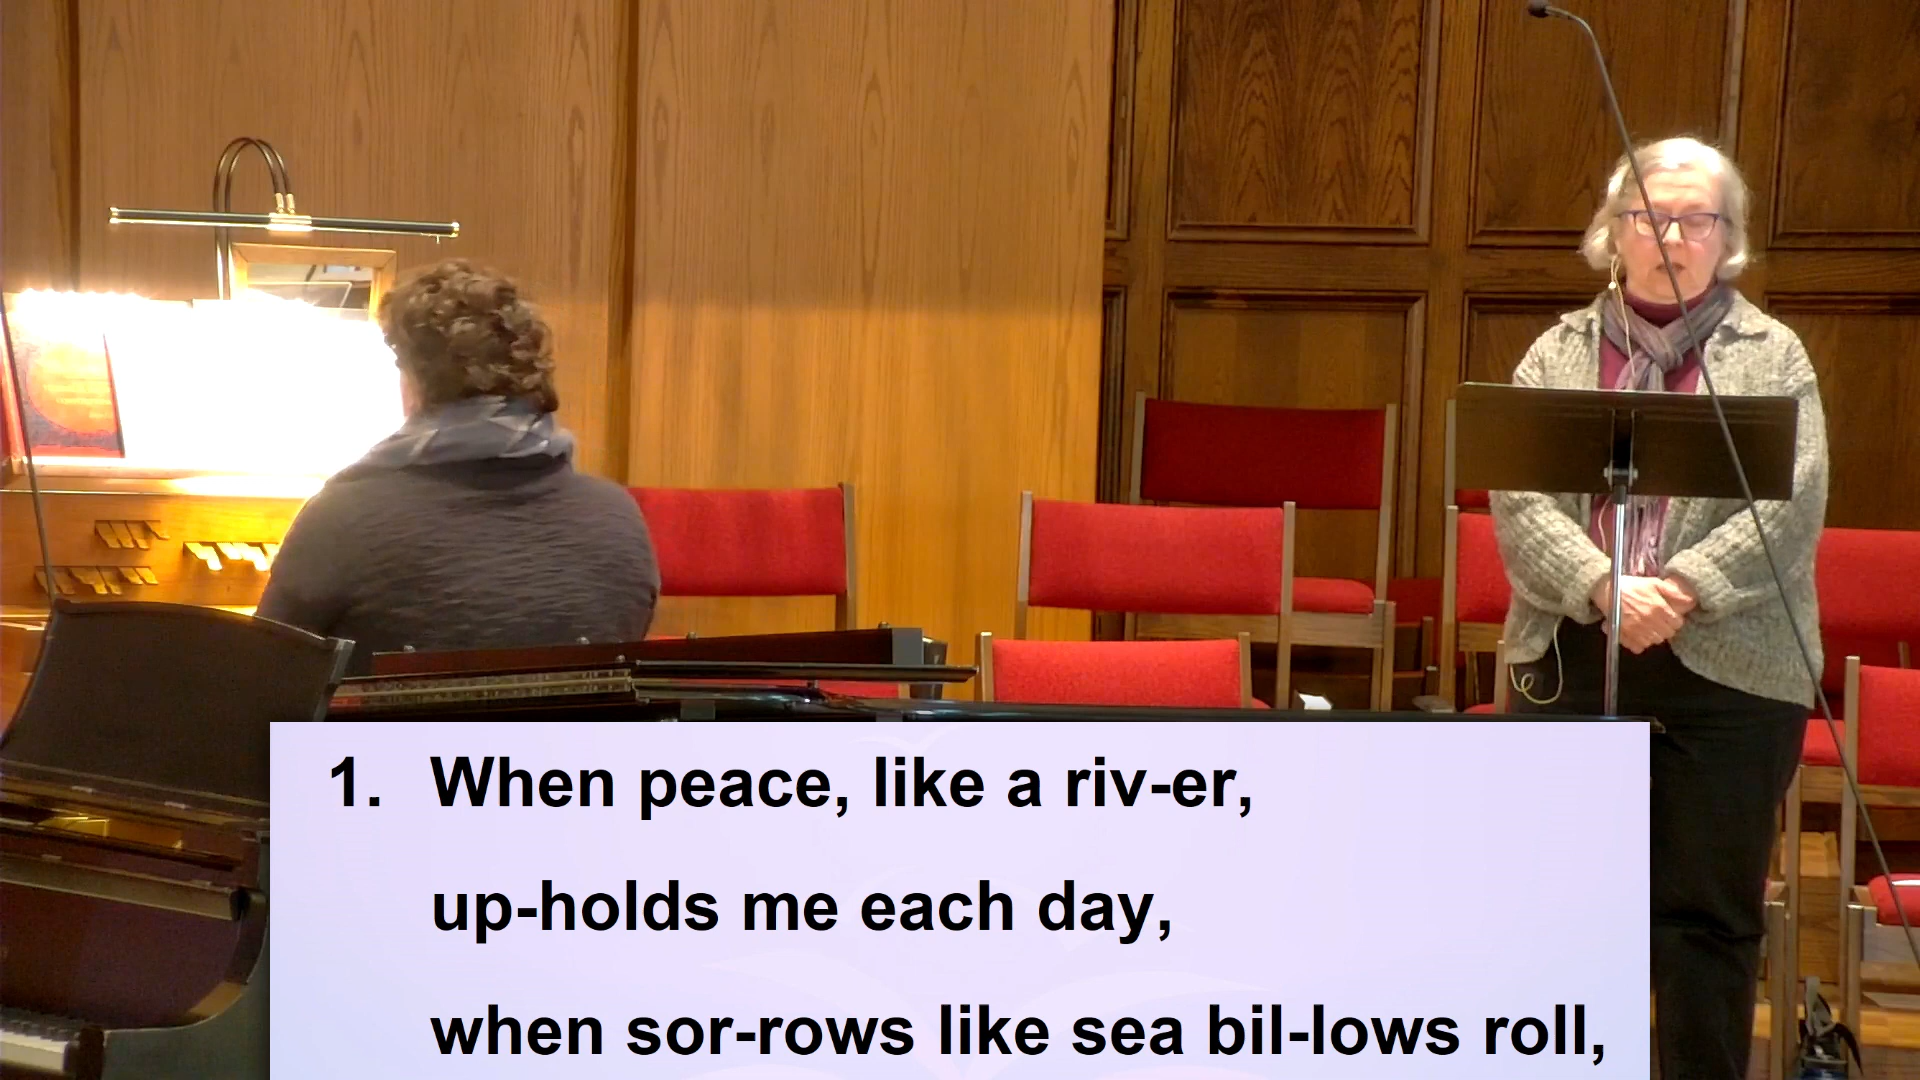 1. When peace, like a riv-er,
up-holds me each day,
when sor-rows like sea bil-lows roll,